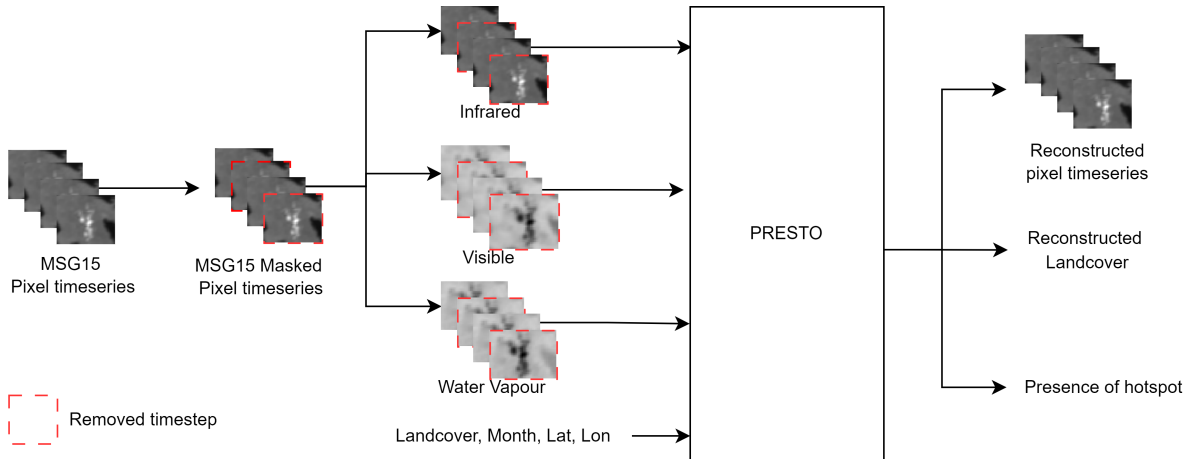 MSG15
Pixel timeseries
MSG15 Masked
Pixel timeseries
Infrared
Visible
Water Vapour
Landcover, Month, Lat, Lon
PRESTO
Reconstructed
pixel timeseries
Reconstructed
Landcover
Presence of hotspot
Removed timestep